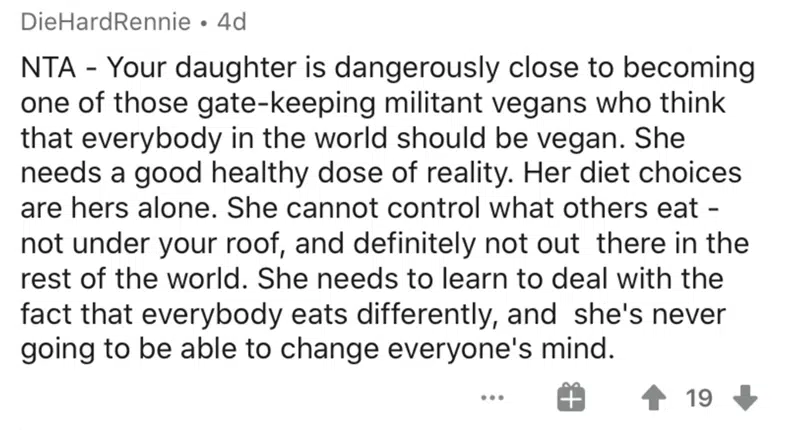 DieHardRennie • 4d
NTA - Your daughter is dangerously close to becoming
one of those gate-keeping militant vegans who think
that everybody in the world should be vegan. She
needs a good healthy dose of reality. Her diet choices
are hers alone. She cannot control what others eat -
not under your roof, and definitely not out  there in the
rest of the world. She needs to learn to deal with the
fact that everybody eats differently, and  she's never
going to be able to change everyone's mind.
19